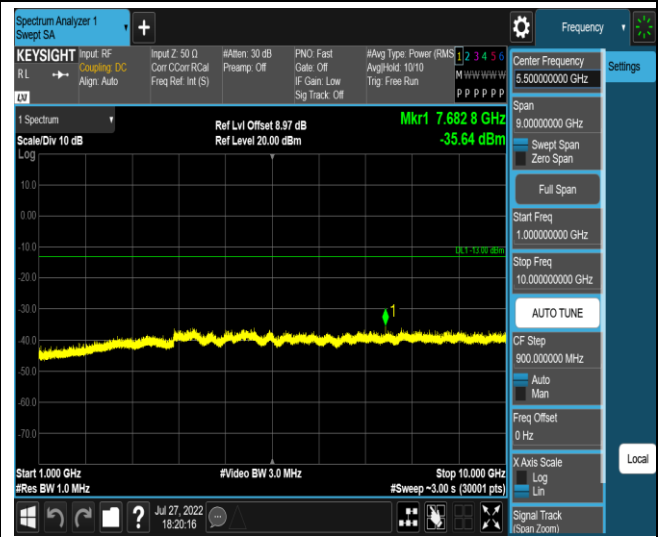 Spectrum Analyzer 1
Swept SA
Frequency
KEYSIGHT
RL
Input: RF
Coupling: DC
Align: Auto
Input Z: 50 Ω
Corr CCorr RCal
Freq Ref: Int (S)
#Atten: 30 dB
Preamp: Off
PNO: Fast
Gate: Off
IF Gain: Low
Sig Track: Off
#Avg Type: Power (RMS
Avg|Hold: 10/10
Trig: Free Run
1 2 3 4 5 6
M W W W W W
P P P P P P
LXI
1 Spectrum
Scale/Div 10 dB
Ref Lvl Offset 8.97 dB
Ref Level 20.00 dBm
Mkr1 7.682 8 GHz
-35.64 dBm
Log
10.0
0.00
-10.0
DL1 -13.00 dBm
-20.0
-30.0
1
-40.0
-50.0
-60.0
-70.0
Start 1.000 GHz
#Res BW 1.0 MHz
#Video BW 3.0 MHz
Stop 10.000 GHz
#Sweep ~3.00 s (30001 pts)
Jul 27, 2022
18:20:16
Center Frequency
5.500000000 GHz
Settings
Span
9.00000000 GHz
Swept Span
Zero Span
Full Span
Start Freq
1.000000000 GHz
Stop Freq
10.000000000 GHz
AUTO TUNE
CF Step
900.000000 MHz
Auto
Man
Freq Offset
0 Hz
X Axis Scale
Log
Lin
Local
Signal Track
(Span Zoom)